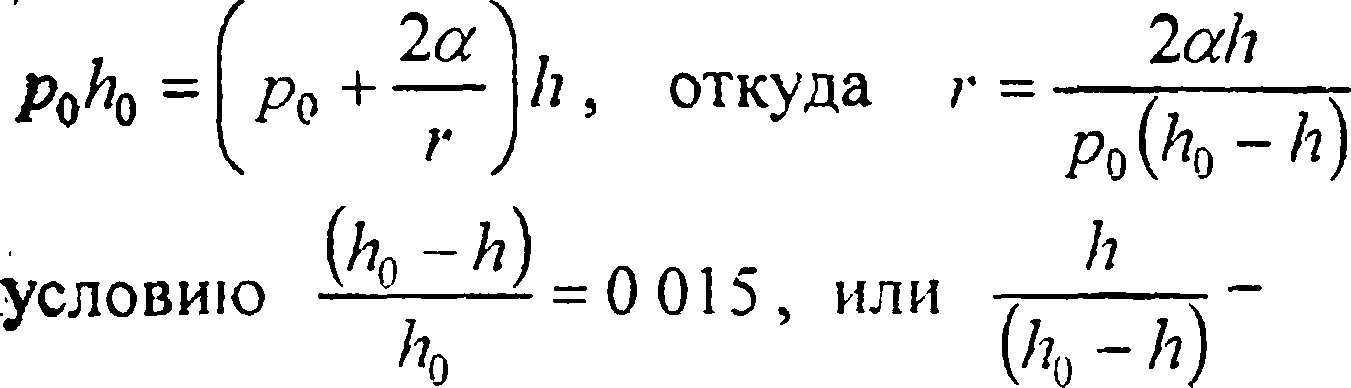 p₀h₀ = (p₀ + 2α/r)h, откуда r = 2αh/p₀(h₀ − h)
условию (h₀ − h)/h₀ = 0 015, или h/(h₀ − h) −